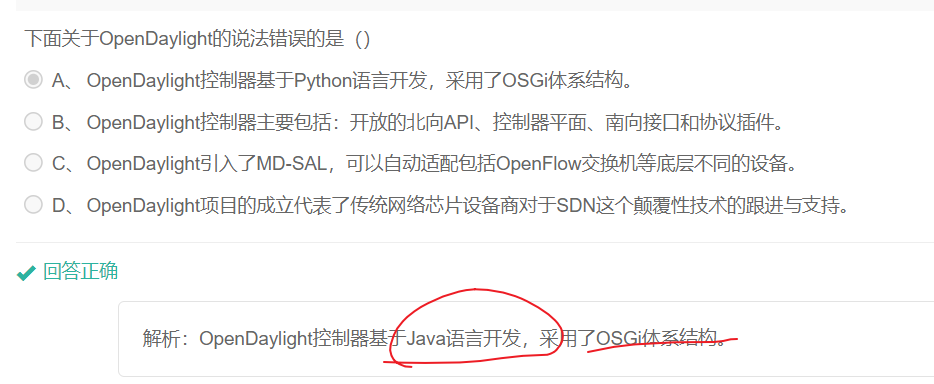 下面关于OpenDaylight的说法错误的是（）
A、 OpenDaylight控制器基于Python语言开发，采用了OSGi体系结构。
B、 OpenDaylight控制器主要包括：开放的北向API、控制器平面、南向接口和协议插件。
C、 OpenDaylight引入了MD-SAL，可以自动适配包括OpenFlow交换机等底层不同的设备。
D、 OpenDaylight项目的成立代表了传统网络芯片设备商对于SDN这个颠覆性技术的跟进与支持。
回答正确
解析：OpenDaylight控制器基于Java语言开发，采用了OSGi体系结构。